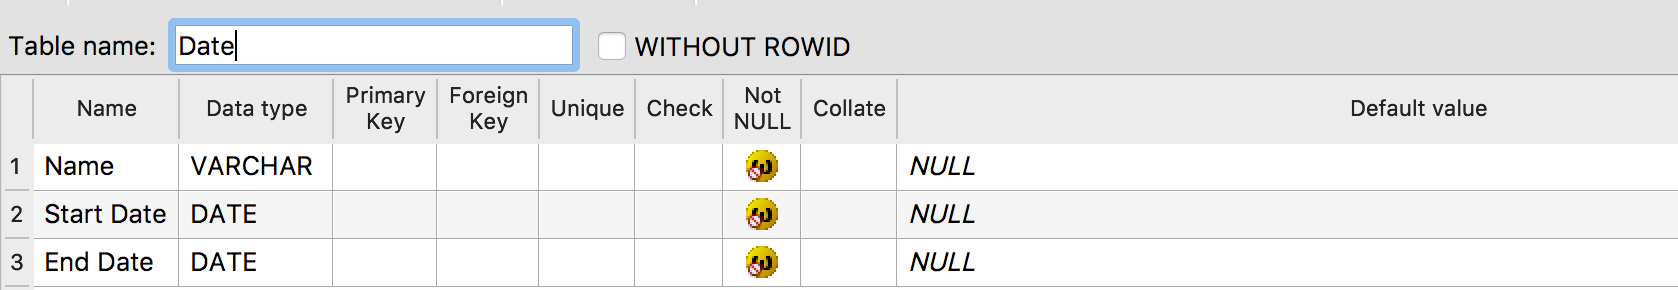 Table name: Date WITHOUT ROWID
Name Data type Primary Key Foreign Key Unique Check Not NULL Collate Default value
1 Name VARCHAR NULL
2 Start Date DATE NULL
3 End Date DATE NULL